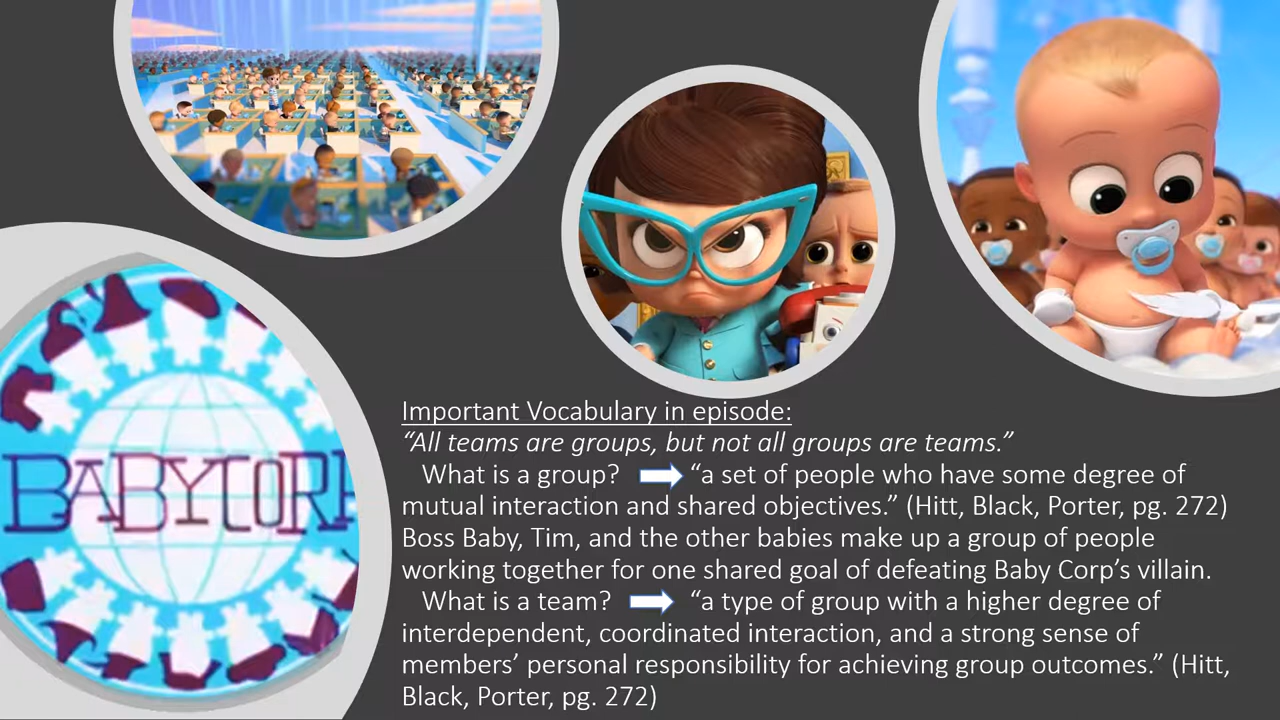 BABYCORP
Important Vocabulary in episode:
“All teams are groups, but not all groups are teams.”
What is a group? “a set of people who have some degree of
mutual interaction and shared objectives.” (Hitt, Black, Porter, pg. 272)
Boss Baby, Tim, and the other babies make up a group of people
working together for one shared goal of defeating Baby Corp’s villain.
What is a team? “a type of group with a higher degree of
interdependent, coordinated interaction, and a strong sense of
members’ personal responsibility for achieving group outcomes.” (Hitt,
Black, Porter, pg. 272)